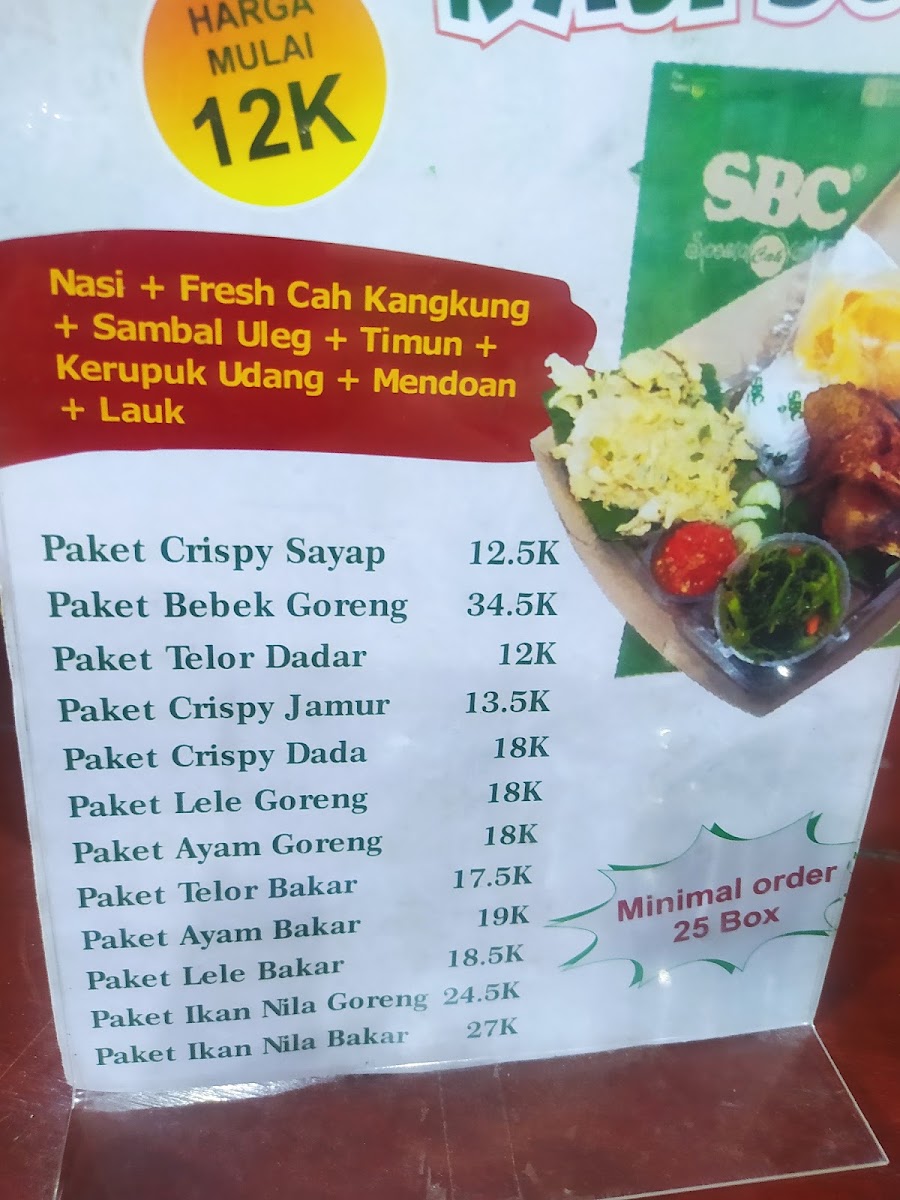 HARGA
MULAI
12K
SBC
Nasi + Fresh Cah Kangkung
+ Sambal Uleg + Timun +
Kerupuk Udang + Mendoan
+ Lauk
Paket Crispy Sayap 12.5K
Paket Bebek Goreng 34.5K
Paket Telor Dadar 12K
Paket Crispy Jamur 13.5K
Paket Crispy Dada 18K
Paket Lele Goreng 18K
Paket Ayam Goreng 18K
Paket Telor Bakar 17.5K
Paket Ayam Bakar 19K
Paket Lele Bakar 18.5K
Paket Ikan Nila Goreng 24.5K
Paket Ikan Nila Bakar 27K
Minimal order
25 Box